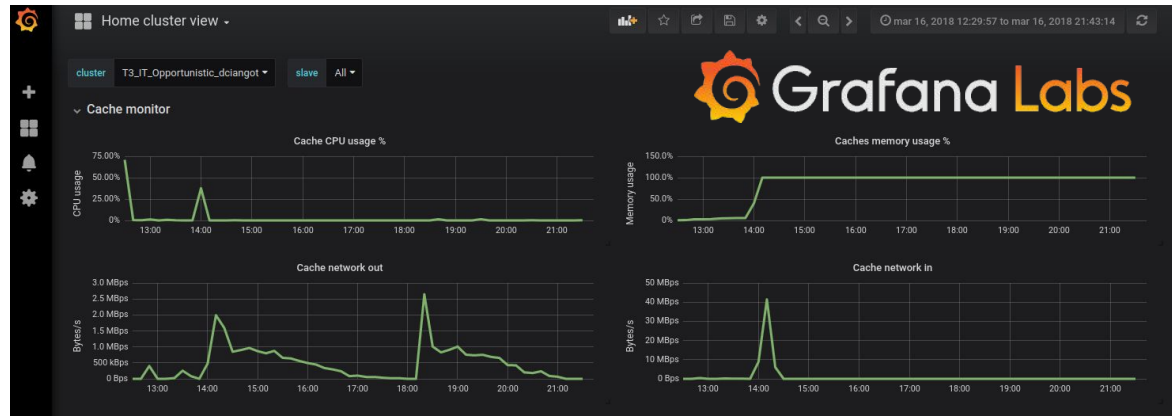 Home cluster view
mar 16, 2018 12:29:57 to mar 16, 2018 21:43:14
cluster T3_IT_Opportunistic_dciangot slave All
Grafana Labs
Cache monitor
Cache CPU usage %
CPU usage
75.00%
50.00%
25.00%
0%
13:00 14:00 15:00 16:00 17:00 18:00 19:00 20:00 21:00
Caches memory usage %
Memory usage
150.0%
100.0%
50.0%
0%
13:00 14:00 15:00 16:00 17:00 18:00 19:00 20:00 21:00
Cache network out
Bytes/s
3.0 MBps
2.5 MBps
2.0 MBps
1.5 MBps
1.0 MBps
500 kBps
0 Bps
13:00 14:00 15:00 16:00 17:00 18:00 19:00 20:00 21:00
Cache network in
Bytes/s
50 MBps
40 MBps
30 MBps
20 MBps
10 MBps
0 Bps
13:00 14:00 15:00 16:00 17:00 18:00 19:00 20:00 21:00